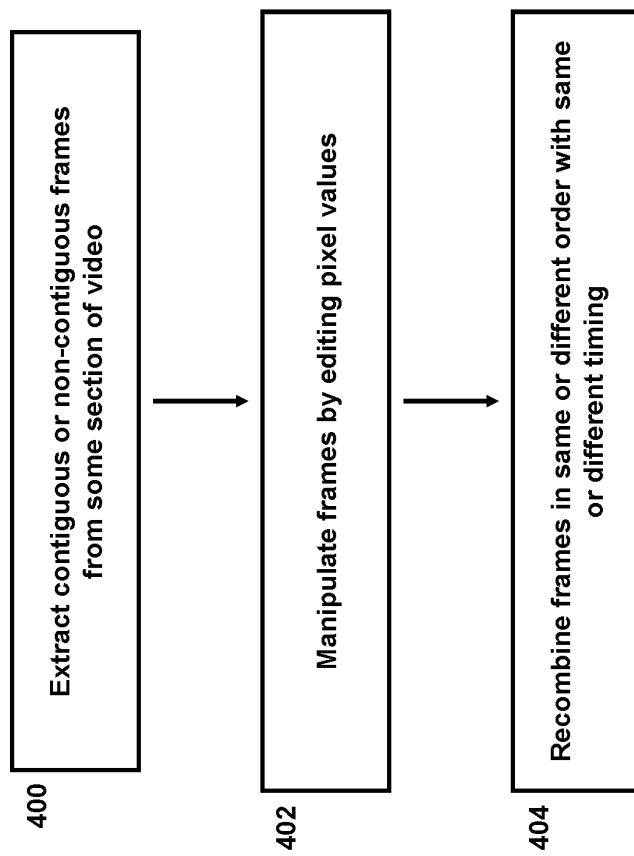 400
Extract contiguous or non-contiguous frames
from some section of video
402
Manipulate frames by editing pixel values
404
Recombine frames in same or different order with same
or different timing